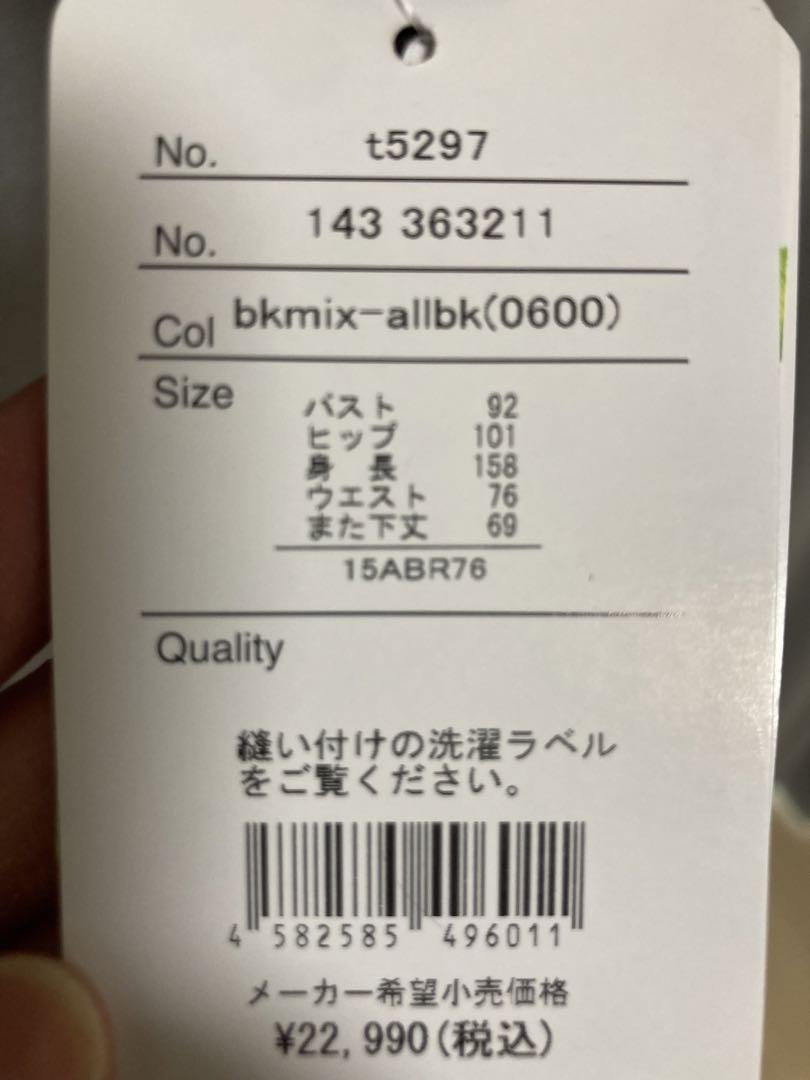 No. t5297
No. 143 363211
Col bkmix-allbk(0600)
Size
バスト 92
ヒップ 101
身 長 158
ウエスト 76
また下丈 69
15ABR76
Quality
縫い付けの洗濯ラベル
をご覧ください。
4 582585 496011
メーカー希望小売価格
¥22,990(税込)